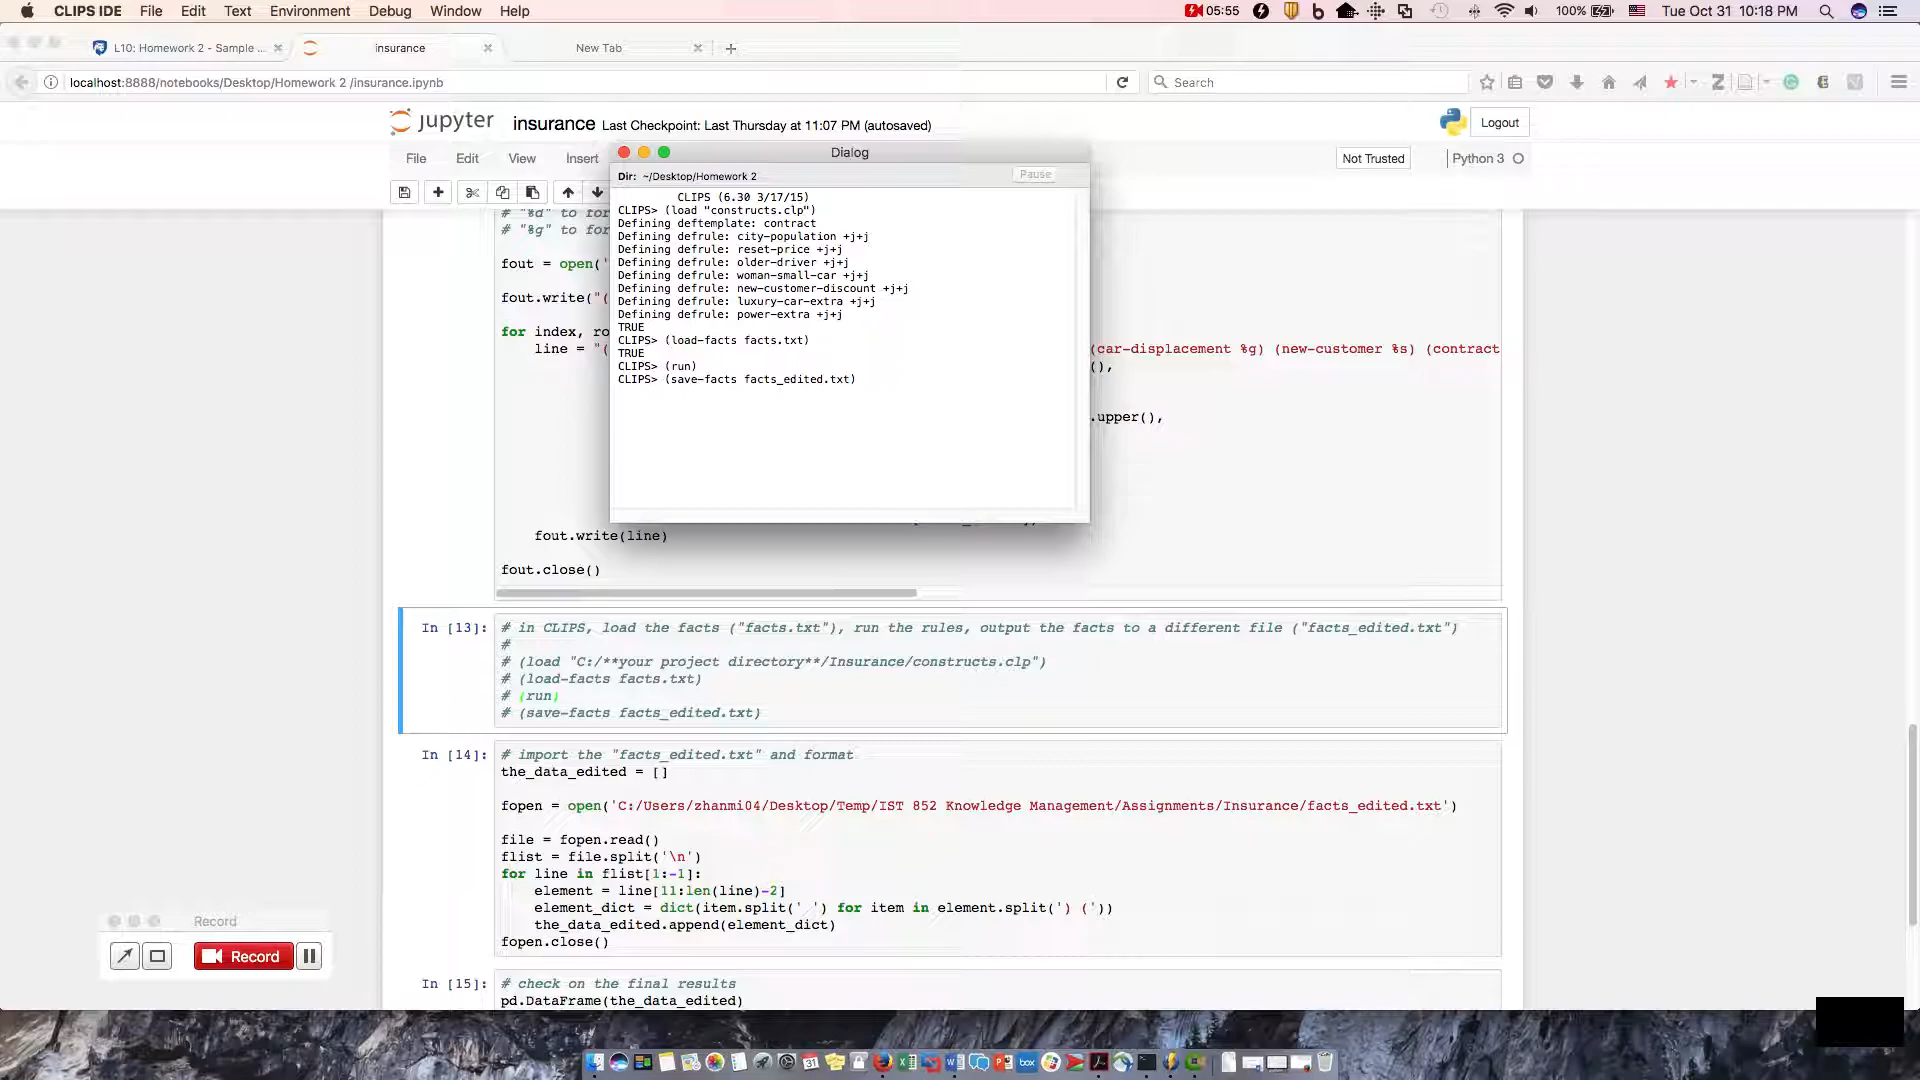 CLIPS IDE File Edit Text Environment Debug Window Help 05:55 100% Tue Oct 31 10:18 PM
L10: Homework 2 - Sample ... insurance New Tab
localhost:8888/notebooks/Desktop/Homework 2 /insurance.ipynb Search
jupyter insurance Last Checkpoint: Last Thursday at 11:07 PM (autosaved) Logout
File Edit View Insert Not Trusted Python 3
Dialog
Dir: ~/Desktop/Homework 2 Pause
CLIPS (6.30 3/17/15)
CLIPS> (load "constructs.clp")
Defining deftemplate: contract
Defining defrule: city-population +j+j
Defining defrule: reset-price +j+j
Defining defrule: older-driver +j+j
Defining defrule: woman-small-car +j+j
Defining defrule: new-customer-discount +j+j
Defining defrule: luxury-car-extra +j+j
Defining defrule: power-extra +j+j
TRUE
CLIPS> (load-facts facts.txt)
TRUE
CLIPS> (run)
CLIPS> (save-facts facts_edited.txt)
# "%d" to for
# "%g" to for
fout = open('
fout.write("(
for index, ro
line = "( (car-displacement %g) (new-customer %s) (contract
(),
.upper(),
fout.write(line)
fout.close()
In [13]: # in CLIPS, load the facts ("facts.txt"), run the rules, output the facts to a different file ("facts_edited.txt")
#
# (load "C:/**your project directory**/Insurance/constructs.clp")
# (load-facts facts.txt)
# (run)
# (save-facts facts_edited.txt)
In [14]: # import the "facts_edited.txt" and format
the_data_edited = []
fopen = open('C:/Users/zhanmi04/Desktop/Temp/IST 852 Knowledge Management/Assignments/Insurance/facts_edited.txt')
file = fopen.read()
flist = file.split('\n')
for line in flist[1:-1]:
element = line[11:len(line)-2]
element_dict = dict(item.split(' ') for item in element.split(') ('))
the_data_edited.append(element_dict)
fopen.close()
In [15]: # check on the final results
pd.DataFrame(the_data_edited)
Record
Record